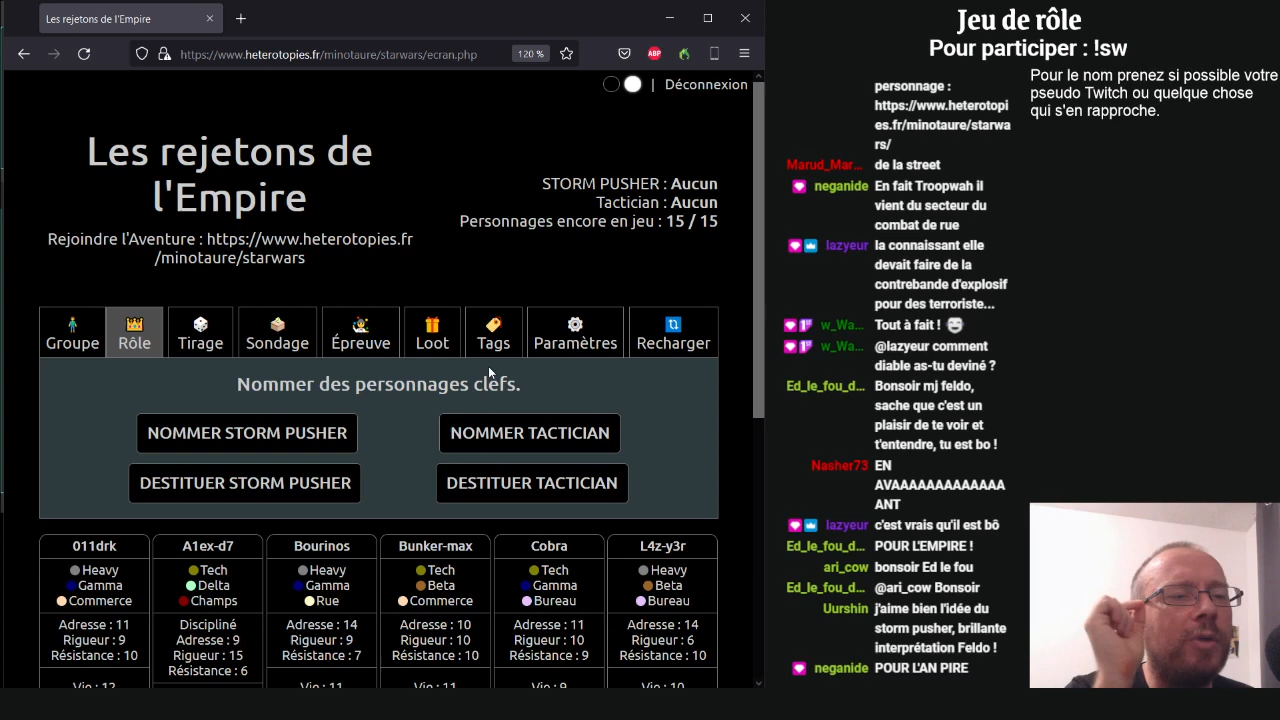 Les rejetons de l'Empire
https://www.heterotopies.fr/minotaure/starwars/ecran.php
120 %
ABP
| Déconnexion
Les rejetons de
l'Empire
Rejoindre l'Aventure : https://www.heterotopies.fr
/minotaure/starwars
STORM PUSHER : Aucun
Tactician : Aucun
Personnages encore en jeu : 15 / 15
Groupe Rôle Tirage Sondage Épreuve Loot Tags Paramètres Recharger
Nommer des personnages clefs.
NOMMER STORM PUSHER NOMMER TACTICIAN
DESTITUER STORM PUSHER DESTITUER TACTICIAN
011drk
Heavy
Gamma
Commerce
Adresse : 11
Rigueur : 9
Résistance : 10
Vie : 12
A1ex-d7
Tech
Delta
Champs
Discipliné
Adresse : 9
Rigueur : 15
Résistance : 6
Bourinos
Heavy
Gamma
Rue
Adresse : 14
Rigueur : 9
Résistance : 7
Vie : 11
Bunker-max
Tech
Beta
Commerce
Adresse : 10
Rigueur : 10
Résistance : 10
Vie : 11
Cobra
Tech
Gamma
Bureau
Adresse : 11
Rigueur : 10
Résistance : 9
Vie : 9
L4z-y3r
Heavy
Beta
Bureau
Adresse : 14
Rigueur : 6
Résistance : 10
Vie : 10
Jeu de rôle
Pour participer : !sw
Pour le nom prenez si possible votre
pseudo Twitch ou quelque chose
qui s'en rapproche.
personnage :
https://www.heterotopi
es.fr/minotaure/starwa
rs/
Marud_Mar... de la street
neganide En fait Troopwah il
vient du secteur du
combat de rue
lazyeur la connaissant elle
devait faire de la
contrebande d'explosif
pour des terroriste...
w_Wa... Tout à fait !
w_Wa... @lazyeur comment
diable as-tu deviné ?
Ed_le_fou_d... Bonsoir mj feldo,
sache que c'est un
plaisir de te voir et
t'entendre, tu est bo !
Nasher73 EN
AVAAAAAAAAAAAAA
ANT
lazyeur c'est vrais qu'il est bô
Ed_le_fou_d... POUR L'EMPIRE !
ari_cow bonsoir Ed le fou
Ed_le_fou_d... @ari_cow Bonsoir
Uurshin j'aime bien l'idée du
storm pusher, brillante
interprétation Feldo !
neganide POUR L'AN PIRE